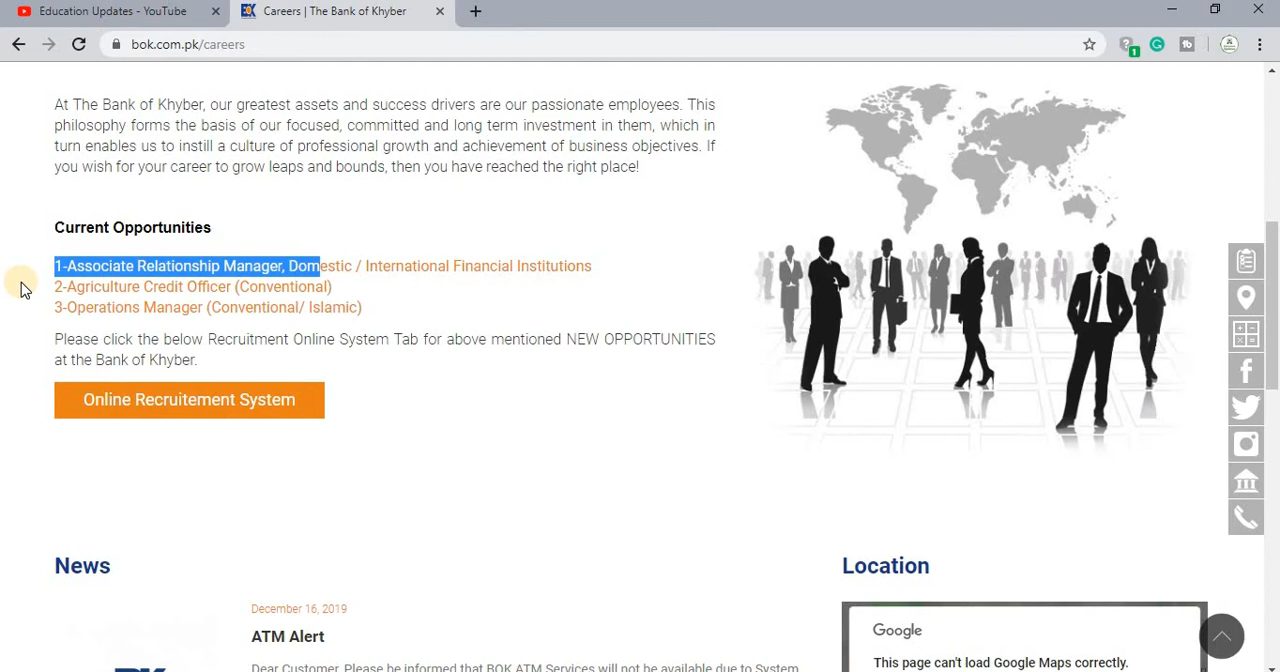 Education Updates - YouTube
Careers | The Bank of Khyber
bok.com.pk/careers
1
tb
At The Bank of Khyber, our greatest assets and success drivers are our passionate employees. This
philosophy forms the basis of our focused, committed and long term investment in them, which in
turn enables us to instill a culture of professional growth and achievement of business objectives. If
you wish for your career to grow leaps and bounds, then you have reached the right place!
Current Opportunities
1-Associate Relationship Manager, Domestic / International Financial Institutions
2-Agriculture Credit Officer (Conventional)
3-Operations Manager (Conventional/ Islamic)
Please click the below Recruitment Online System Tab for above mentioned NEW OPPORTUNITIES
at the Bank of Khyber.
Online Recruitement System
News
Location
December 16, 2019
ATM Alert
Dear Customer, Please be informed that BOK ATM Services will not be available due to System
Google
This page can't load Google Maps correctly.